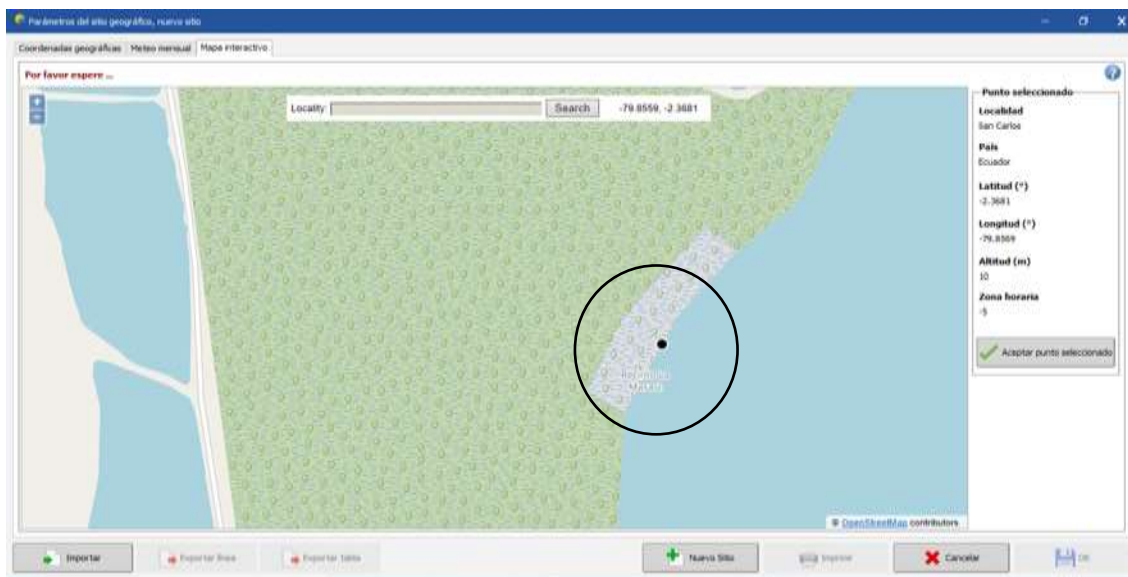 Parámetros del sitio geográfico, nuevo sitio
Coordenadas geográficas Meteo mensual Mapa interactivo
Por favor espere ...
Locality Search -79.8559, -2.3681
Punto seleccionado
Localidad
San Carlos
País
Ecuador
Latitud (°)
-2.3681
Longitud (°)
-79.8569
Altitud (m)
10
Zona horaria
-5
Aceptar punto seleccionado
© OpenStreetMap contributors
Importar Exportar línea Exportar tabla Nuevo Sitio Imprimir Cancelar OK